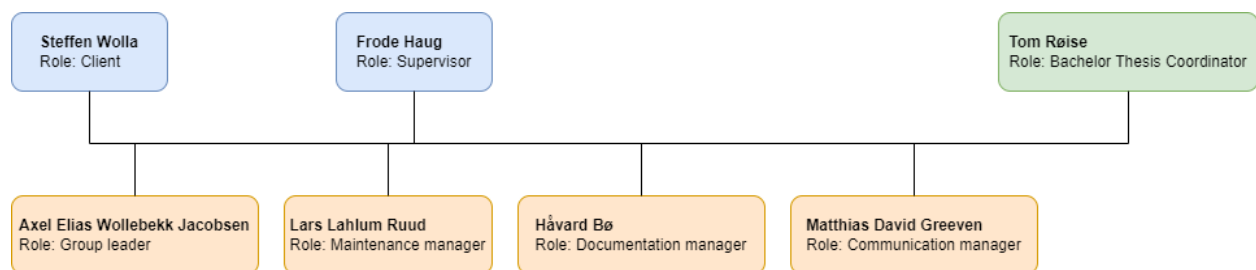 Steffen Wolla
Role: Client
Frode Haug
Role: Supervisor
Tom Røise
Role: Bachelor Thesis Coordinator
Axel Elias Wollebekk Jacobsen
Role: Group leader
Lars Lahlum Ruud
Role: Maintenance manager
Håvard Bø
Role: Documentation manager
Matthias David Greeven
Role: Communication manager